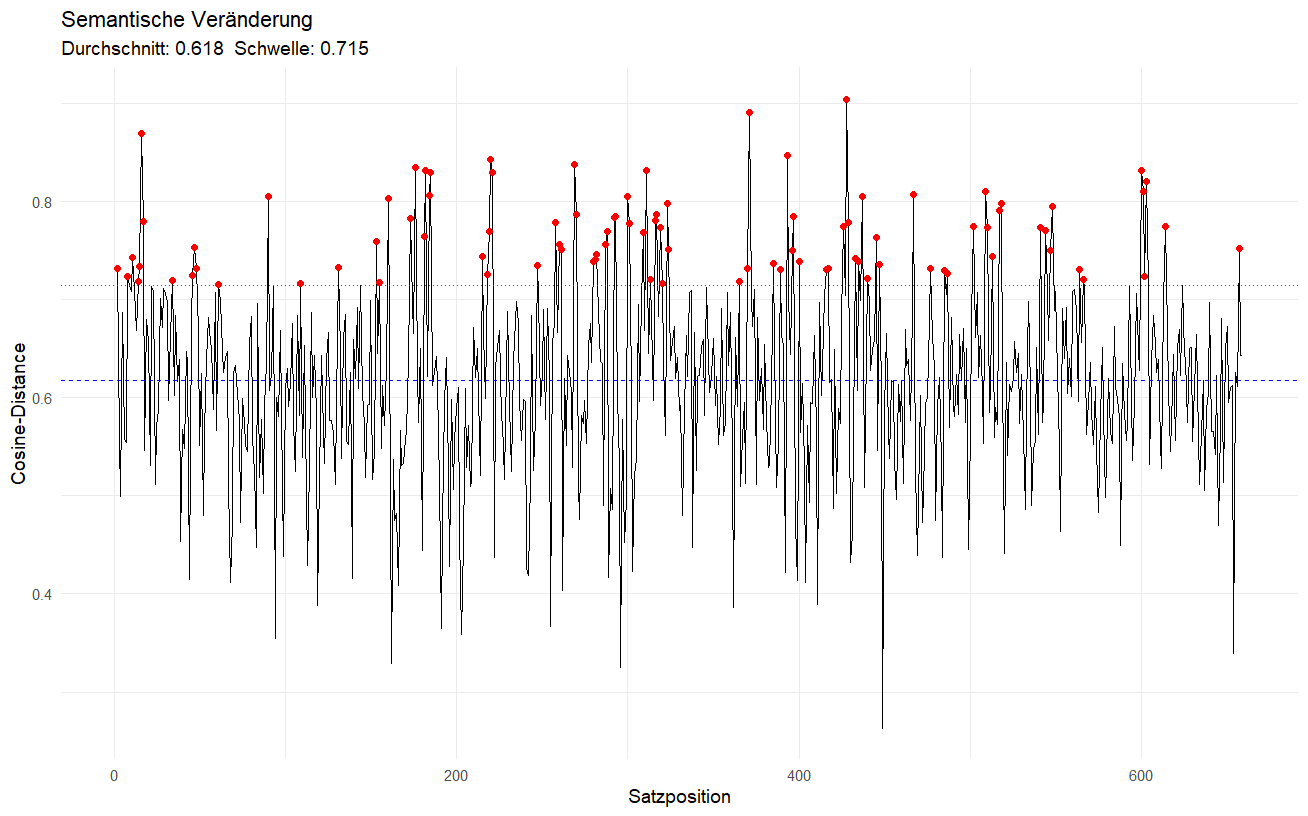 Semantische Veränderung
Durchschnitt: 0.618  Schwelle: 0.715
0.8
0.6
0.4
Cosine-Distance
0
200
400
600
Satzposition